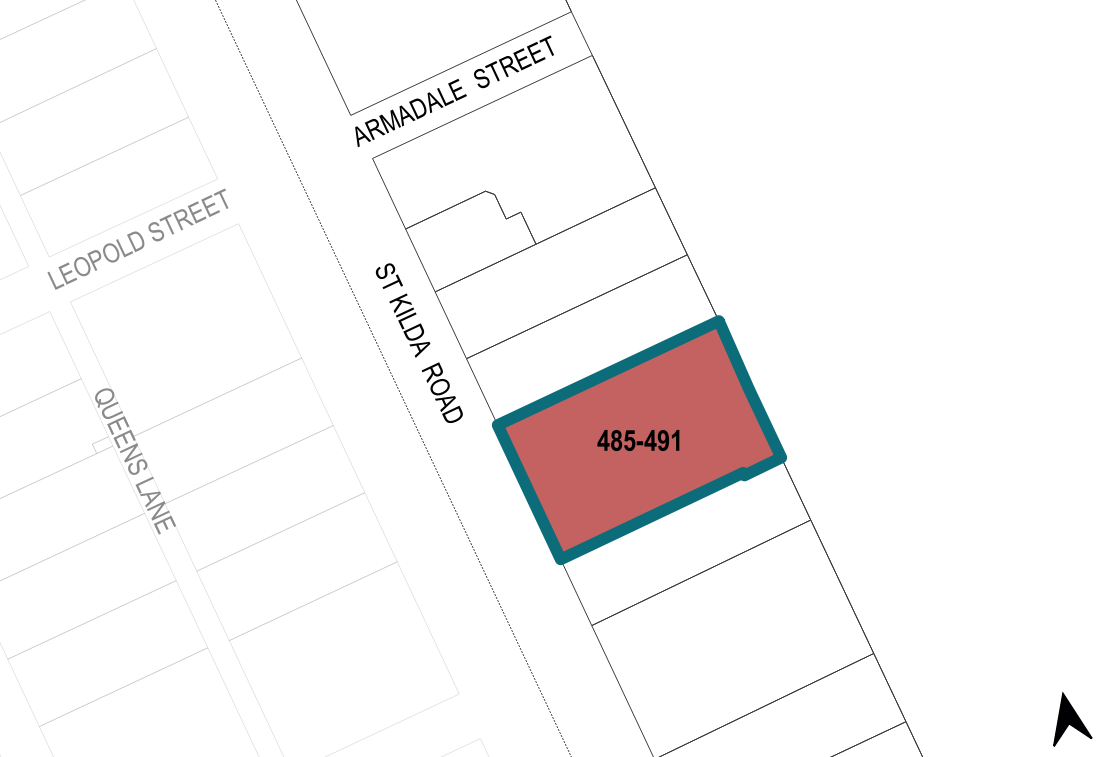 ARMADALE STREET
LEOPOLD STREET
ST KILDA ROAD
QUEENS LANE
485-491